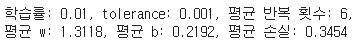 학습률: 0.01, tolerance: 0.001, 평균 반복 횟수: 6,
평균 w: 1.3118, 평균 b: 0.2192, 평균 손실: 0.3454